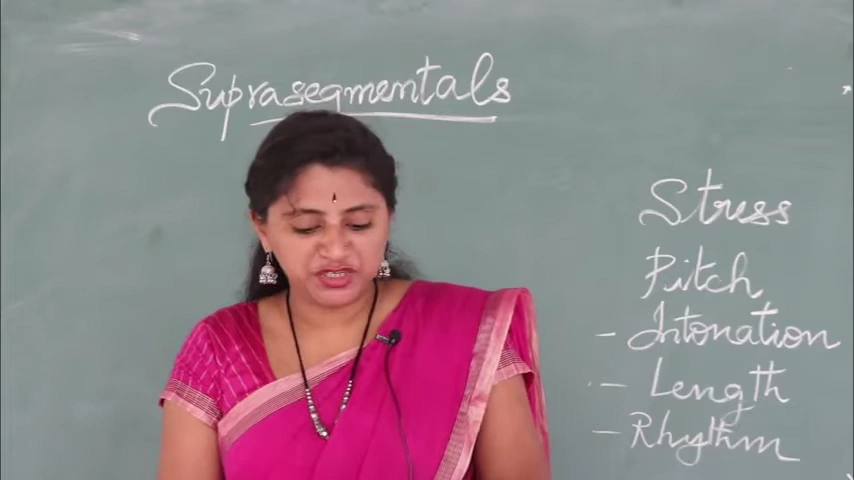 Suprasegmentals
Stress
Pitch
- Intonation
- Length
- Rhythm